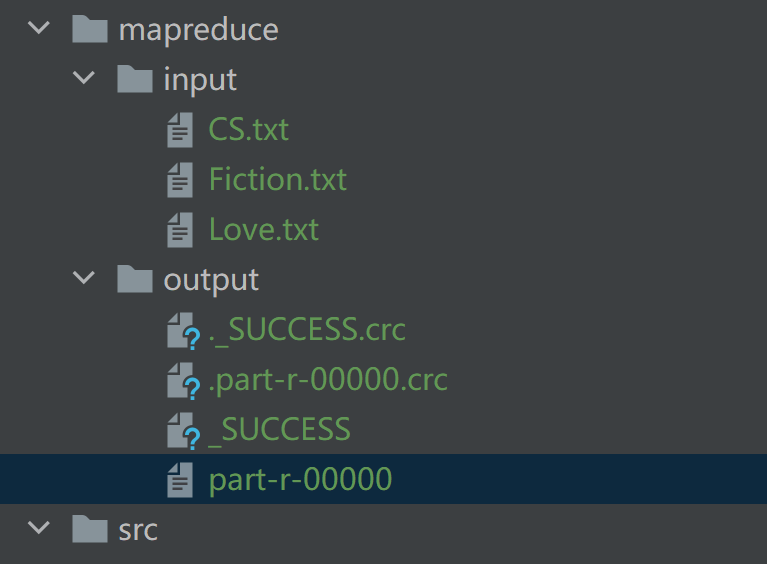 mapreduce
input
CS.txt
Fiction.txt
Love.txt
output
._SUCCESS.crc
.part-r-00000.crc
_SUCCESS
part-r-00000
src